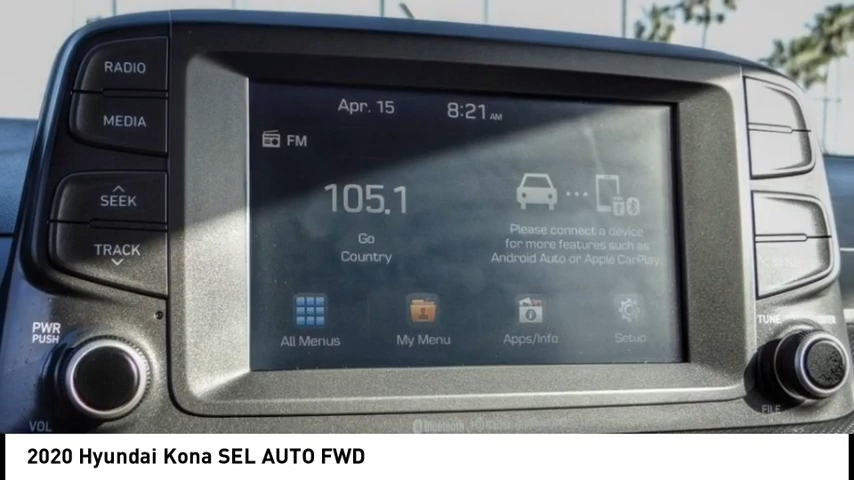 RADIO
MEDIA
SEEK
TRACK
PWR
PUSH
VOL
Apr. 15 8:21 AM
FM
105.1
Go
Country
Please connect a device
for more features such as
Android Auto or Apple CarPlay.
All Menus My Menu Apps/Info Setup
TUNE
FILE
Bluetooth
2020 Hyundai Kona SEL AUTO FWD